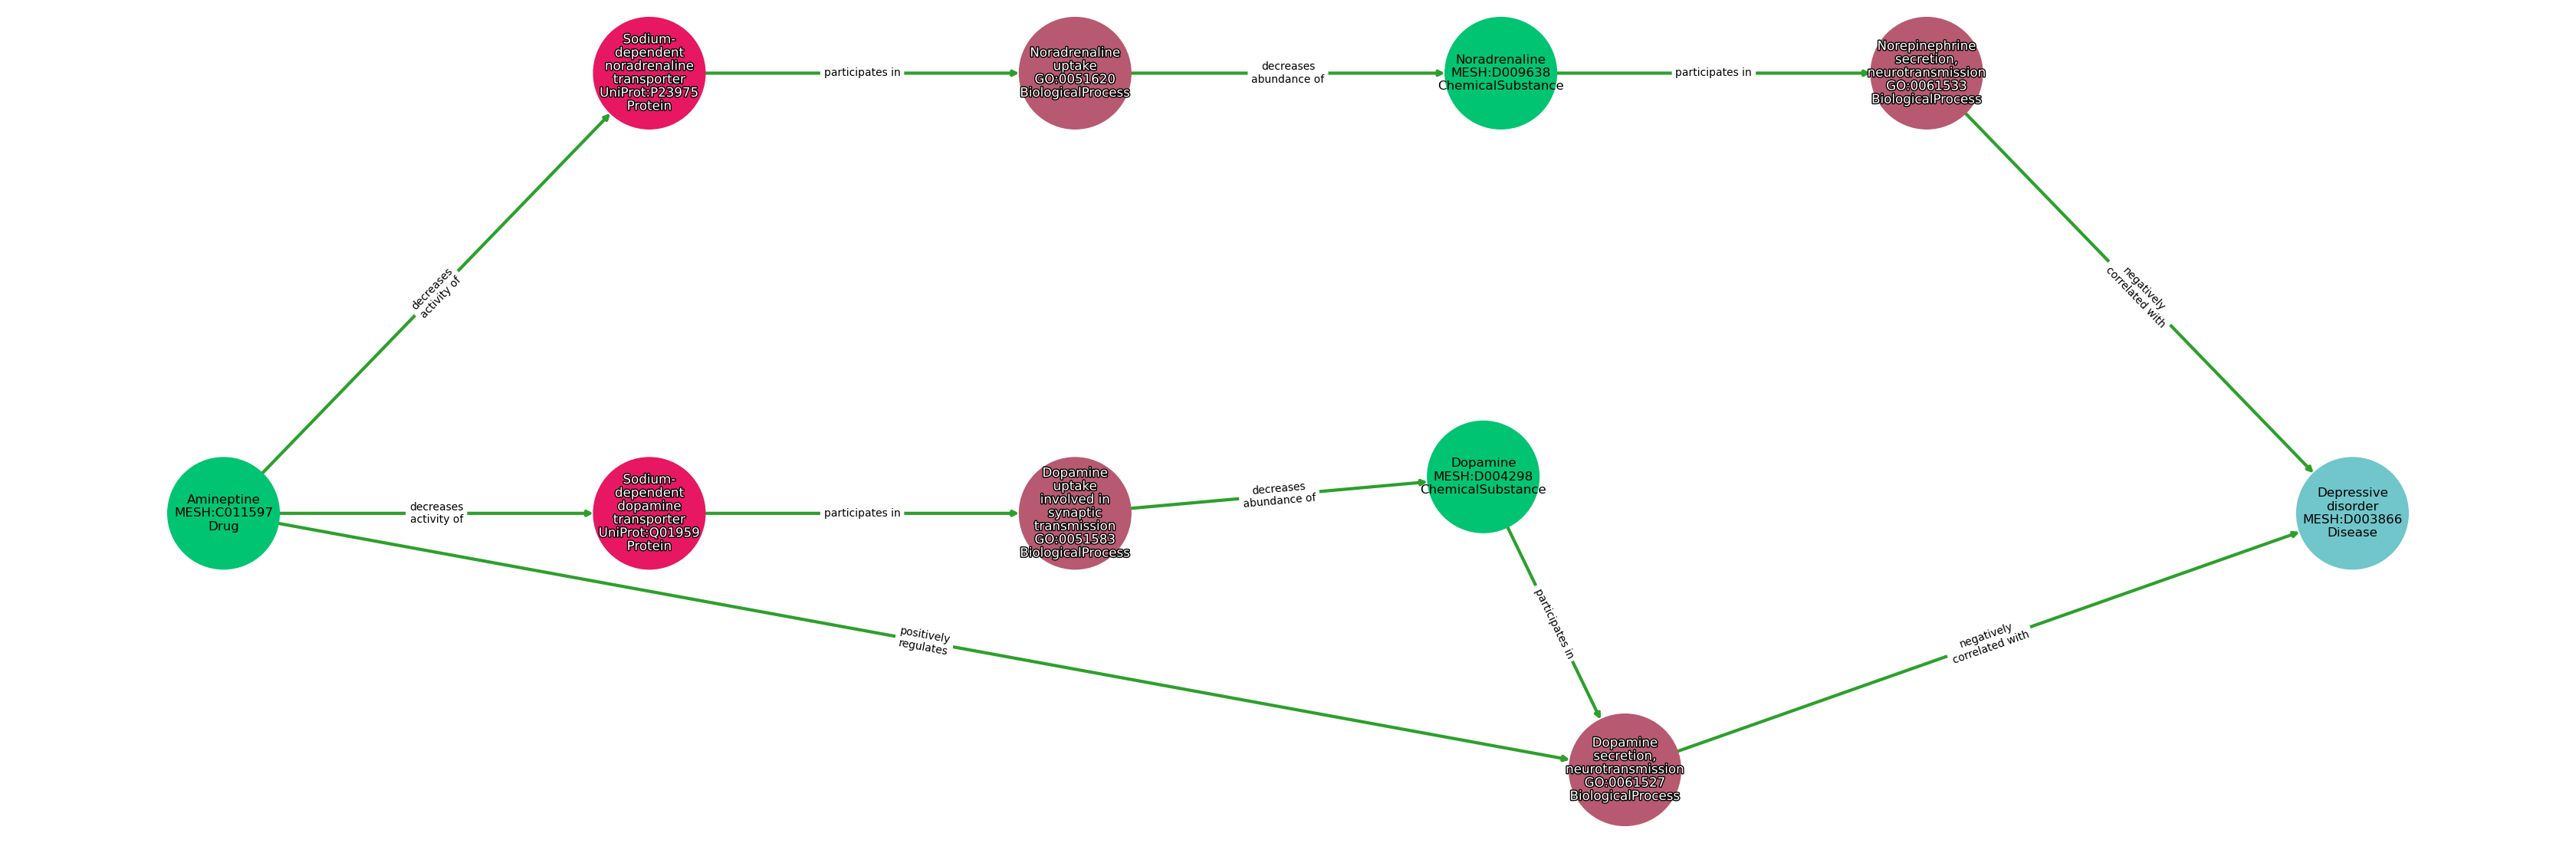 Sodium-
dependent
noradrenaline
transporter
UniProt:P23975
Protein
participates in
Noradrenaline
uptake
GO:0051620
BiologicalProcess
decreases
abundance of
Noradrenaline
MESH:D009638
ChemicalSubstance
participates in
Norepinephrine
secretion,
neurotransmission
GO:0061533
BiologicalProcess
decreases
activity of
negatively
correlated with
Amineptine
MESH:C011597
Drug
decreases
activity of
Sodium-
dependent
dopamine
transporter
UniProt:Q01959
Protein
participates in
Dopamine
uptake
involved in
synaptic
transmission
GO:0051583
BiologicalProcess
decreases
abundance of
Dopamine
MESH:D004298
ChemicalSubstance
Depressive
disorder
MESH:D003866
Disease
positively
regulates
participates in
negatively
correlated with
Dopamine
secretion,
neurotransmission
GO:0061527
BiologicalProcess